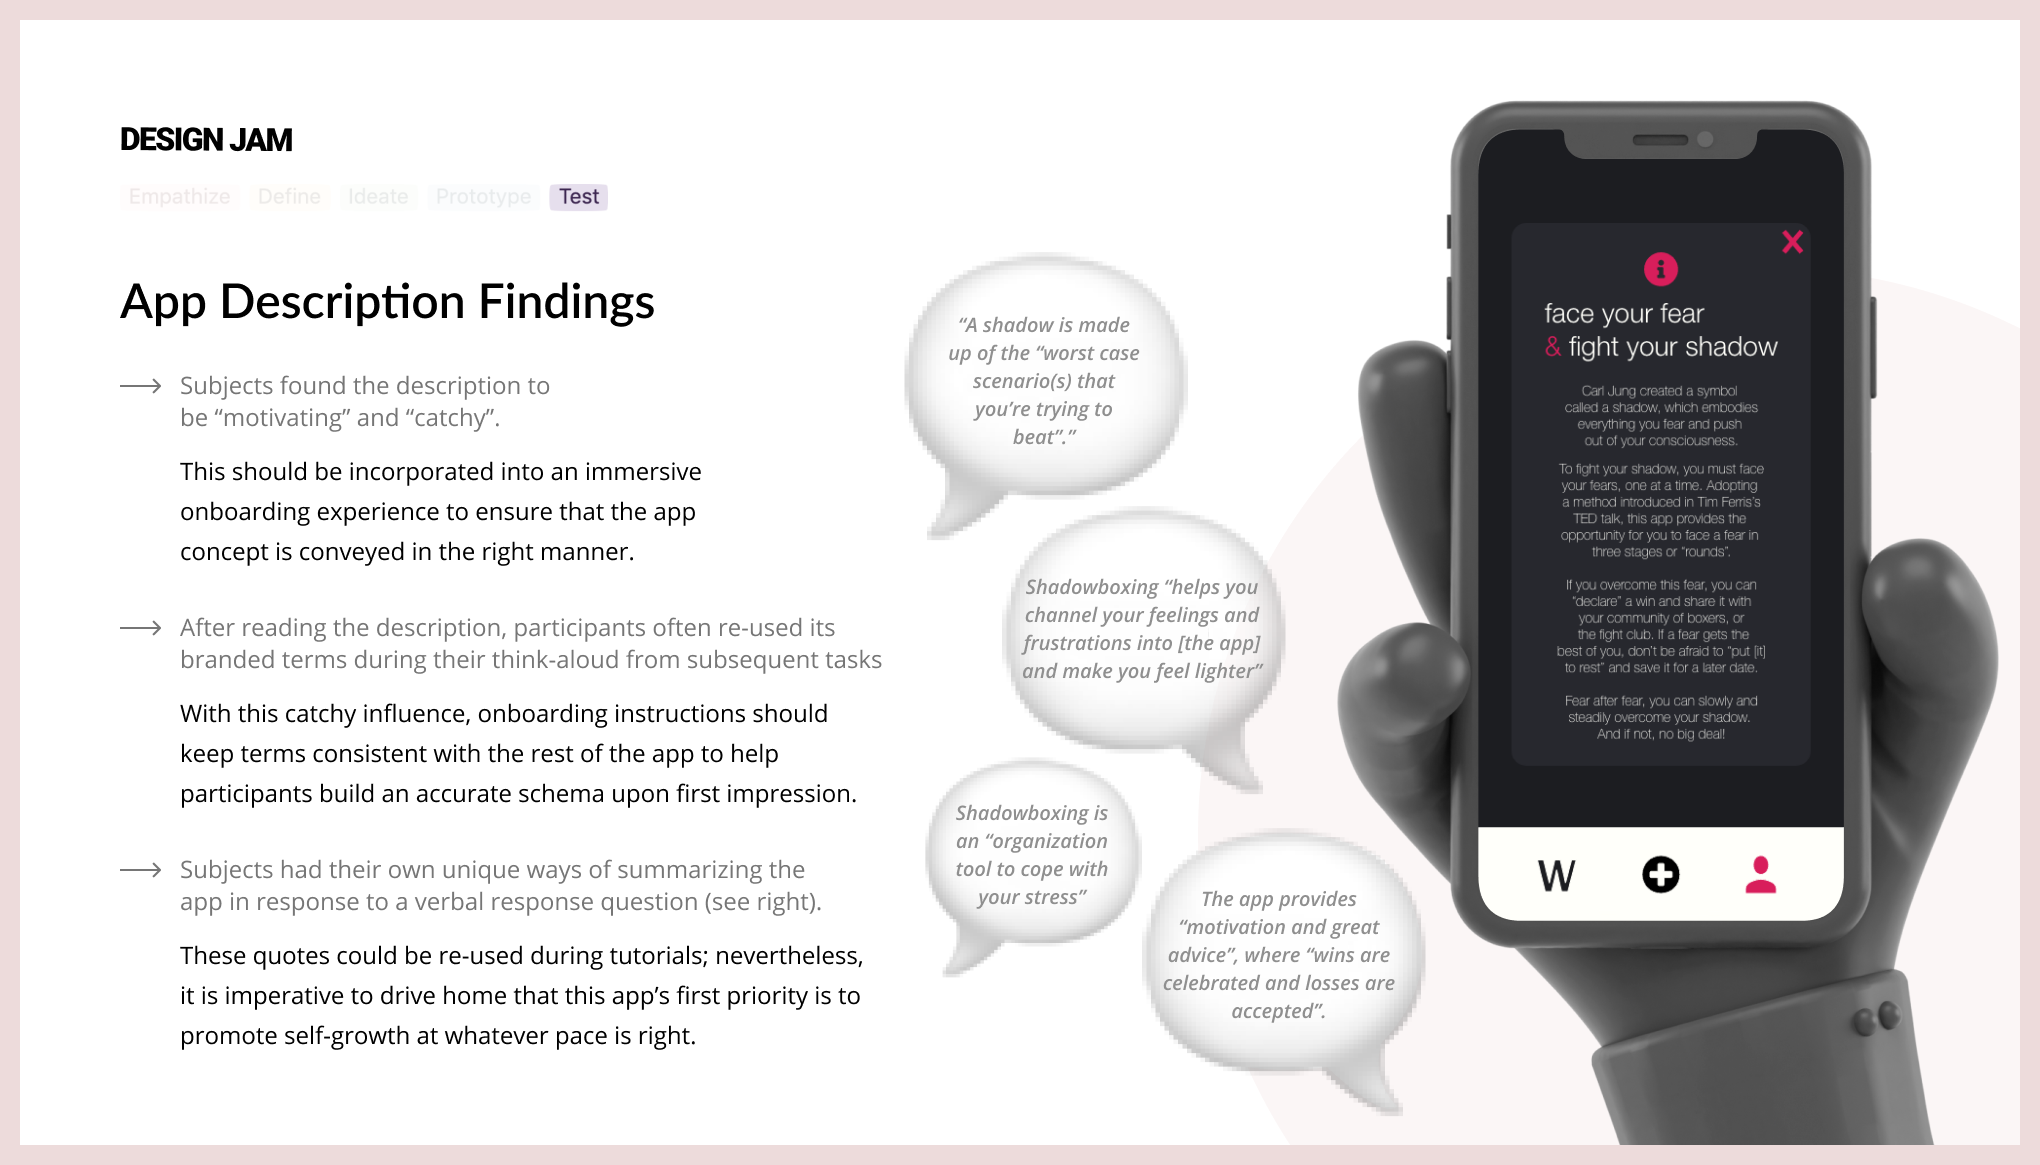 DESIGN JAM
Empathize Define Ideate Prototype Test
App Description Findings
Subjects found the description to
be “motivating” and “catchy”.
This should be incorporated into an immersive
onboarding experience to ensure that the app
concept is conveyed in the right manner.
After reading the description, participants often re-used its
branded terms during their think-aloud from subsequent tasks
With this catchy influence, onboarding instructions should
keep terms consistent with the rest of the app to help
participants build an accurate schema upon first impression.
Subjects had their own unique ways of summarizing the
app in response to a verbal response question (see right).
These quotes could be re-used during tutorials; nevertheless,
it is imperative to drive home that this app’s first priority is to
promote self-growth at whatever pace is right.
“A shadow is made
up of the “worst case
scenario(s) that
you’re trying to
beat”.”
Shadowboxing “helps you
channel your feelings and
frustrations into [the app]
and make you feel lighter”
Shadowboxing is
an “organization
tool to cope with
your stress”
The app provides
“motivation and great
advice”, where “wins are
celebrated and losses are
accepted”.
face your fear
& fight your shadow
Carl Jung created a symbol
called a shadow, which embodies
everything you fear and push
out of your consciousness.
To fight your shadow, you must face
your fears, one at a time. Adopting
a method introduced in Tim Ferris’s
TED talk, this app provides the
opportunity for you to face a fear in
three stages or “rounds”.
If you overcome this fear, you can
“declare” a win and share it with
your community of boxers, or
the fight club. If a fear gets the
best of you, don’t be afraid to “put [it]
to rest” and save it for a later date.
Fear after fear, you can slowly and
steadily overcome your shadow.
And if not, no big deal!
W